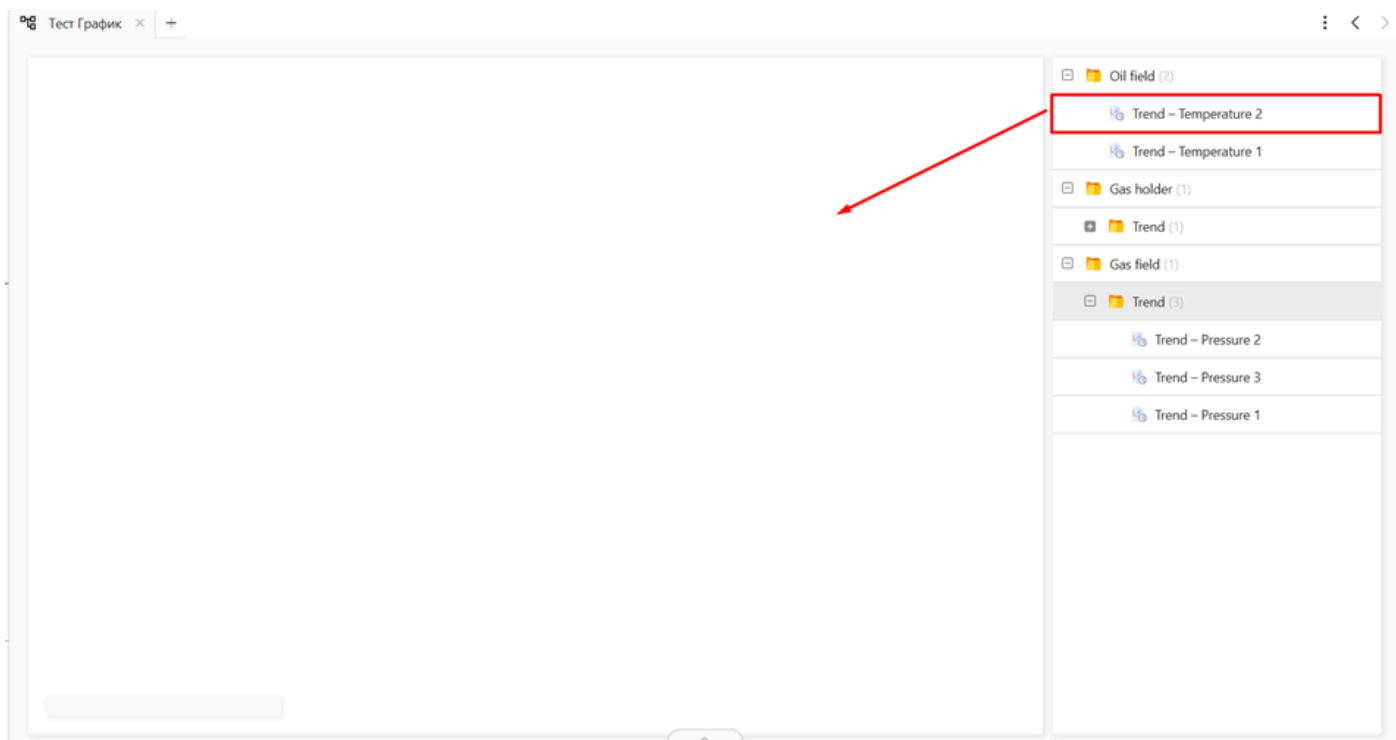 Тест График
Oil field (2)
Trend – Temperature 2
Trend – Temperature 1
Gas holder (1)
Trend (1)
Gas field (1)
Trend (3)
Trend – Pressure 2
Trend – Pressure 3
Trend – Pressure 1